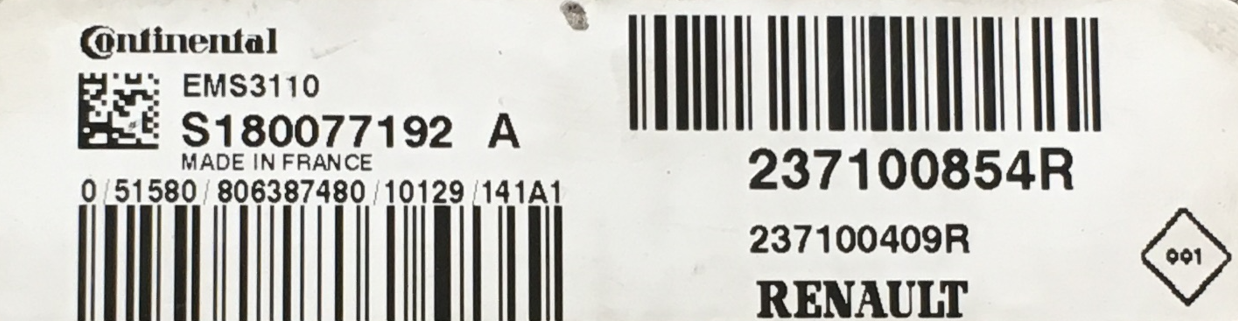 Continental
EMS3110
S180077192 A
MADE IN FRANCE
0/51580/806387480/10129/141A1
237100854R
237100409R
RENAULT
001